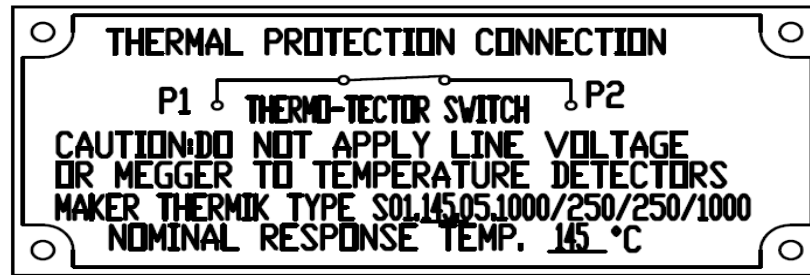 THERMAL PROTECTION CONNECTION
P1 THERMO-TECTOR SWITCH P2
CAUTION:DO NOT APPLY LINE VOLTAGE
OR MEGGER TO TEMPERATURE DETECTORS
MAKER THERMIK TYPE S01.145.05.1000/250/250/1000
NOMINAL RESPONSE TEMP. 145 °C